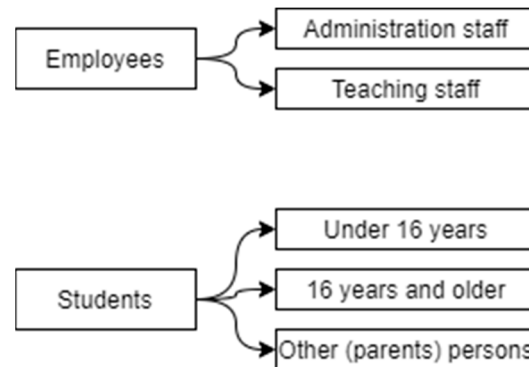 Employees
Administration staff
Teaching staff
Students
Under 16 years
16 years and older
Other (parents) persons